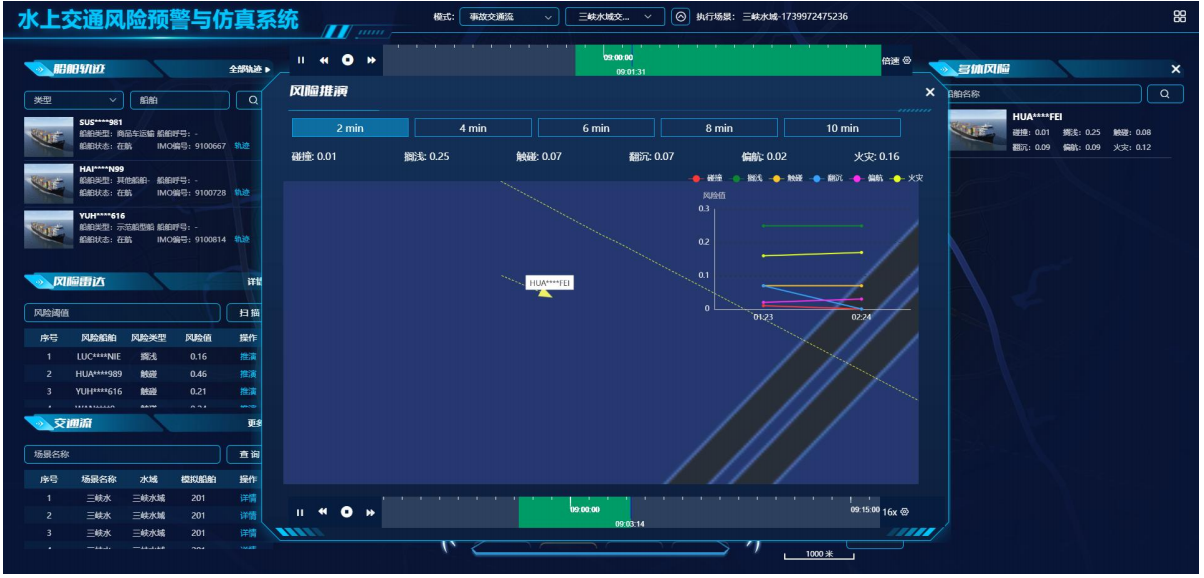 水上交通风险预警与仿真系统
模式: 事故交通流 三峡水域交... 执行场景: 三峡水域-1739972475236
09:00:00
09:01:31
倍速
船舶轨迹 全部轨迹
类型 船舶
SUS****981
船舶类型: 商品车运输 船舶呼号: -
船舶状态: 在航 IMO编号: 9100667 轨迹
HAI****N99
船舶类型: 其他船舶- 船舶呼号: -
船舶状态: 在航 IMO编号: 9100728 轨迹
YUH****616
船舶类型: 示范船型船 船舶呼号: -
船舶状态: 在航 IMO编号: 9100814 轨迹
风险雷达
风险阈值 扫描
序号 风险船舶 风险类型 风险值 操作
1 LUC****NIE 搁浅 0.16 推演
2 HUA****989 触碰 0.46 推演
3 YUH****616 触碰 0.21 推演
交通流
场景名称 查询
序号 场景名称 水域 模拟船舶 操作
1 三峡水 三峡水域 201 详情
2 三峡水 三峡水域 201 详情
3 三峡水 三峡水域 201 详情
风险推演
2 min 4 min 6 min 8 min 10 min
碰撞: 0.01 搁浅: 0.25 触碰: 0.07 翻沉: 0.07 偏航: 0.02 火灾: 0.16
碰撞 搁浅 触碰 翻沉 偏航 火灾
风险值
0.3
0.2
0.1
0
01:23 02:24
HUA****FEI
09:00:00 09:15:00 16x
09:03:14
多体风险
船舶名称
HUA****FEI
碰撞: 0.01 搁浅: 0.25 触碰: 0.08
翻沉: 0.09 偏航: 0.09 火灾: 0.12
1000 米